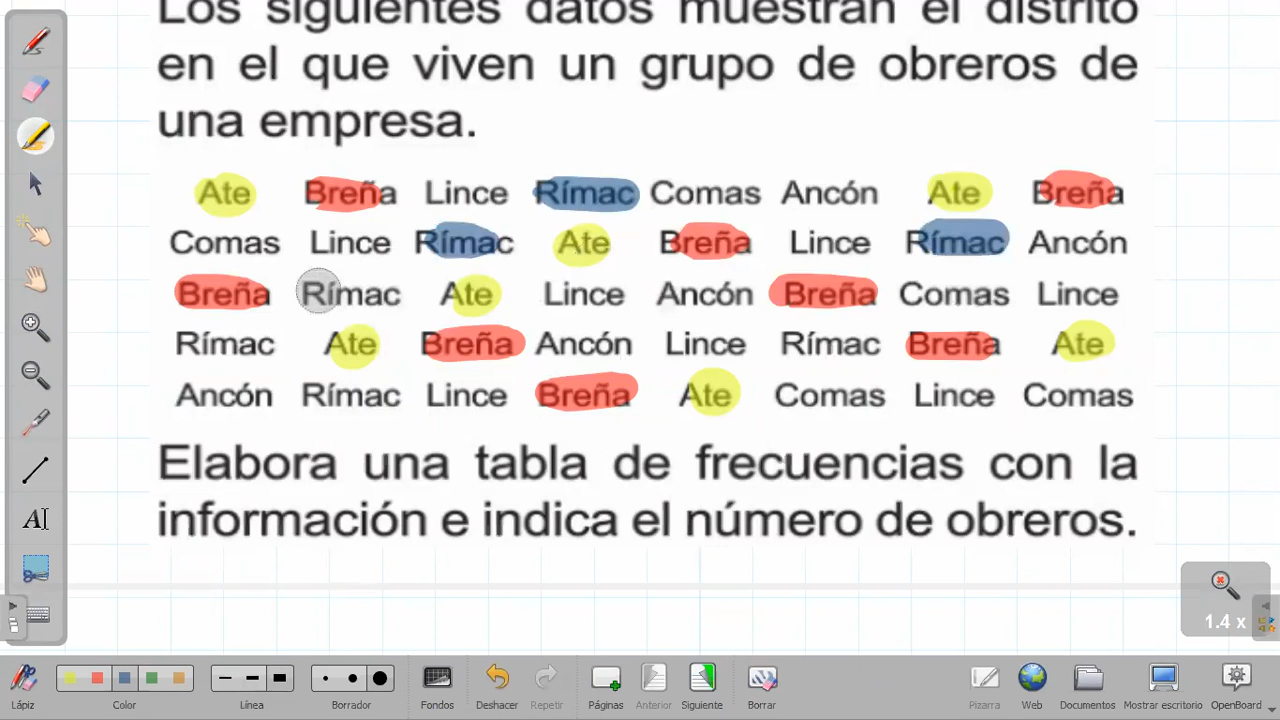 Los siguientes datos muestran el distrito
en el que viven un grupo de obreros de
una empresa.
Ate Breña Lince Rímac Comas Ancón Ate Breña
Comas Lince Rímac Ate Breña Lince Rímac Ancón
Breña Rímac Ate Lince Ancón Breña Comas Lince
Rímac Ate Breña Ancón Lince Rímac Breña Ate
Ancón Rímac Lince Breña Ate Comas Lince Comas
Elabora una tabla de frecuencias con la
información e indica el número de obreros.
1.4 x
Lápiz Color Línea Borrador Fondos Deshacer Repetir Páginas Anterior Siguiente Borrar Pizarra Web Documentos Mostrar escritorio OpenBoard